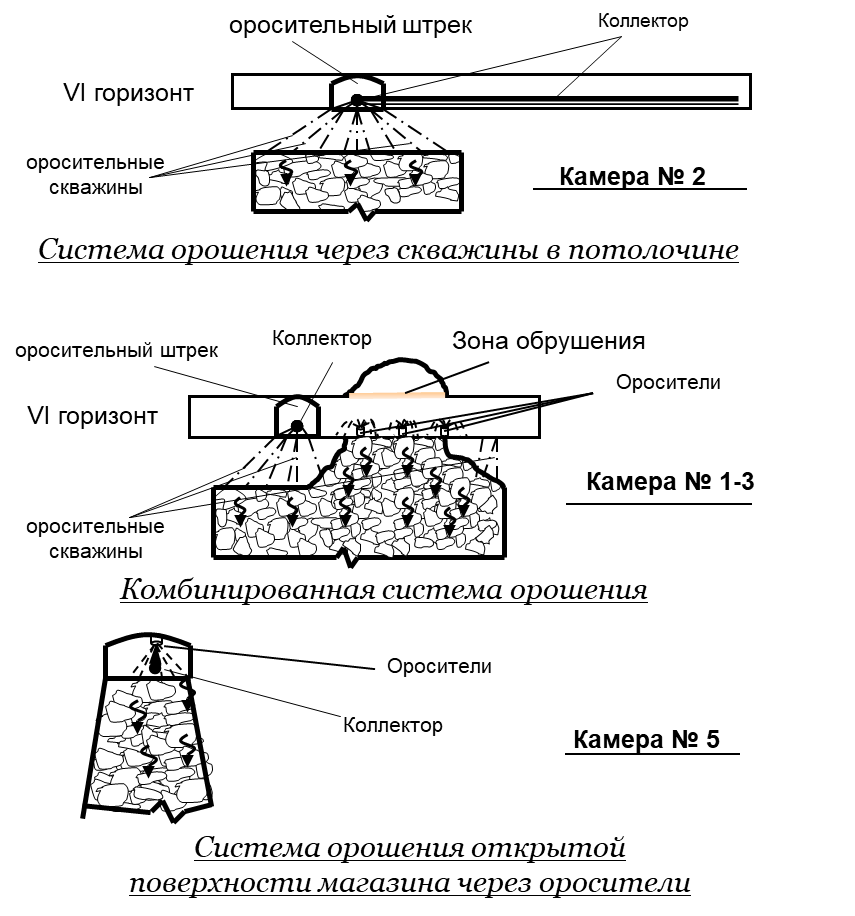 оросительный штрек
Коллектор
VI горизонт
оросительные
скважины
Камера № 2
Система орошения через скважины в потолочине
Зона обрушения
Коллектор
оросительный штрек
Оросители
VI горизонт
Камера № 1-3
оросительные
скважины
Комбинированная система орошения
Оросители
Коллектор
Камера № 5
Система орошения открытой
поверхности магазина через оросители